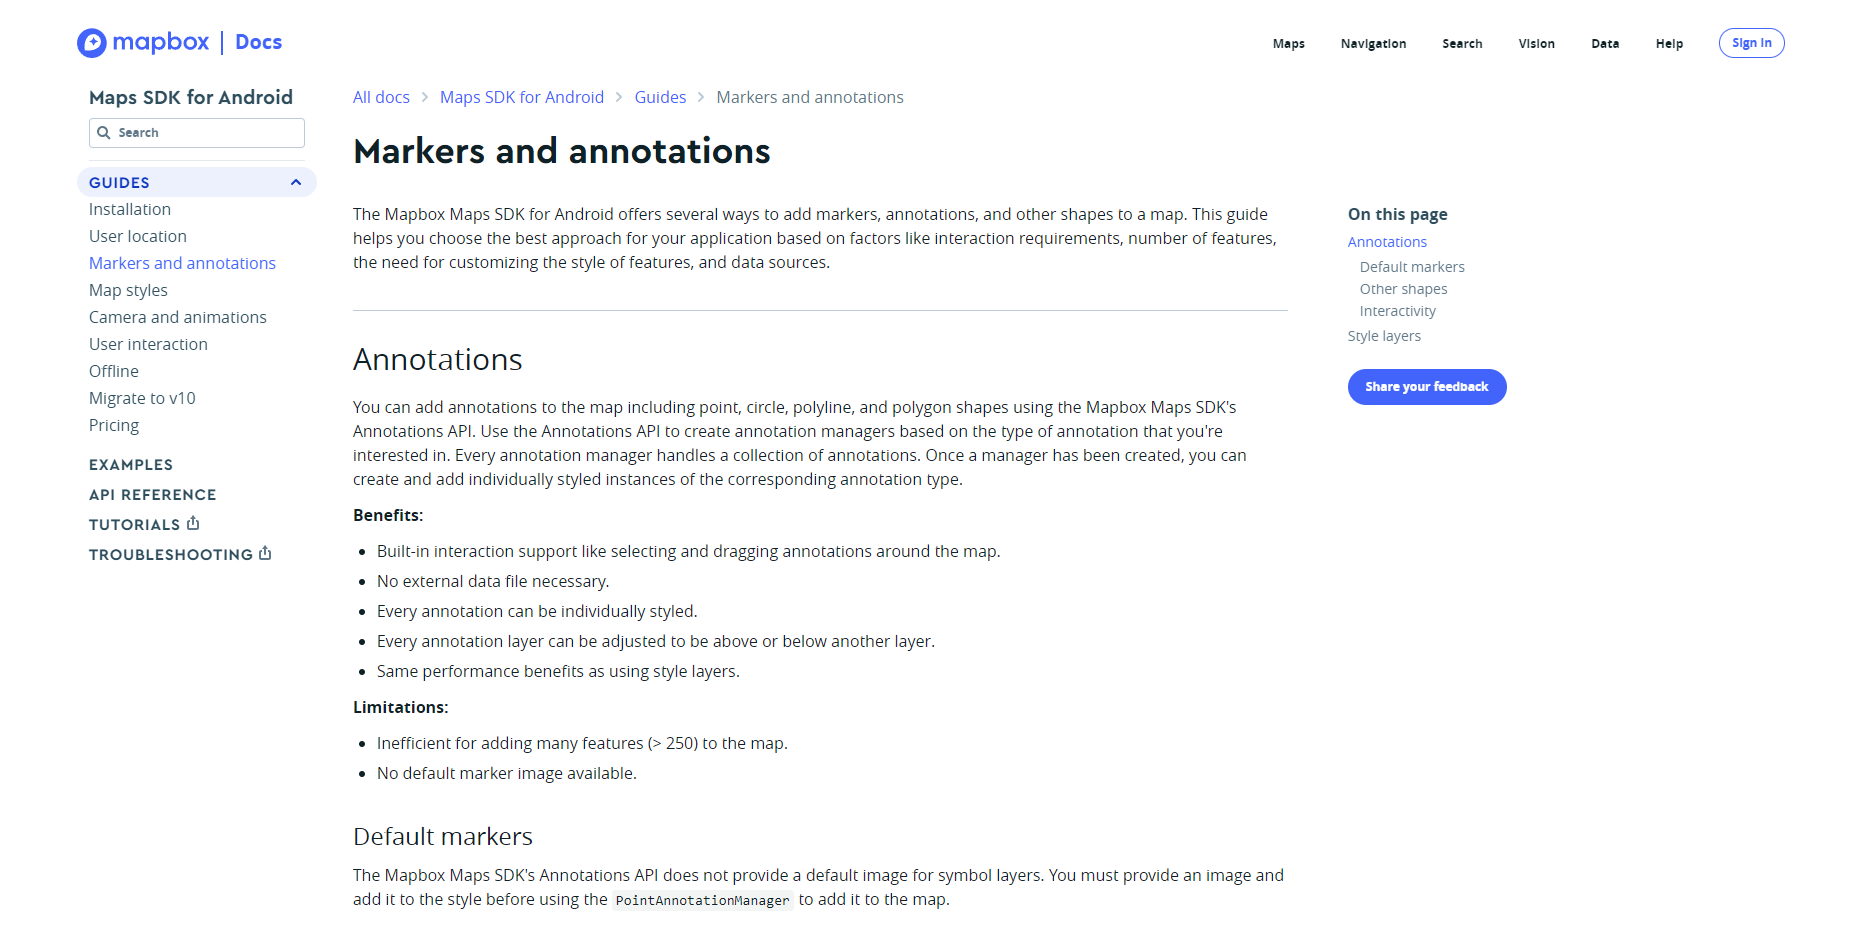 mapbox | Docs
Maps Navigation Search Vision Data Help Sign In
Maps SDK for Android
Search
GUIDES
Installation
User location
Markers and annotations
Map styles
Camera and animations
User interaction
Offline
Migrate to v10
Pricing
EXAMPLES
API REFERENCE
TUTORIALS
TROUBLESHOOTING
All docs > Maps SDK for Android > Guides > Markers and annotations
Markers and annotations
The Mapbox Maps SDK for Android offers several ways to add markers, annotations, and other shapes to a map. This guide
helps you choose the best approach for your application based on factors like interaction requirements, number of features,
the need for customizing the style of features, and data sources.
Annotations
You can add annotations to the map including point, circle, polyline, and polygon shapes using the Mapbox Maps SDK's
Annotations API. Use the Annotations API to create annotation managers based on the type of annotation that you're
interested in. Every annotation manager handles a collection of annotations. Once a manager has been created, you can
create and add individually styled instances of the corresponding annotation type.
Benefits:
• Built-in interaction support like selecting and dragging annotations around the map.
• No external data file necessary.
• Every annotation can be individually styled.
• Every annotation layer can be adjusted to be above or below another layer.
• Same performance benefits as using style layers.
Limitations:
• Inefficient for adding many features (> 250) to the map.
• No default marker image available.
Default markers
The Mapbox Maps SDK's Annotations API does not provide a default image for symbol layers. You must provide an image and
add it to the style before using the PointAnnotationManager to add it to the map.
On this page
Annotations
Default markers
Other shapes
Interactivity
Style layers
Share your feedback